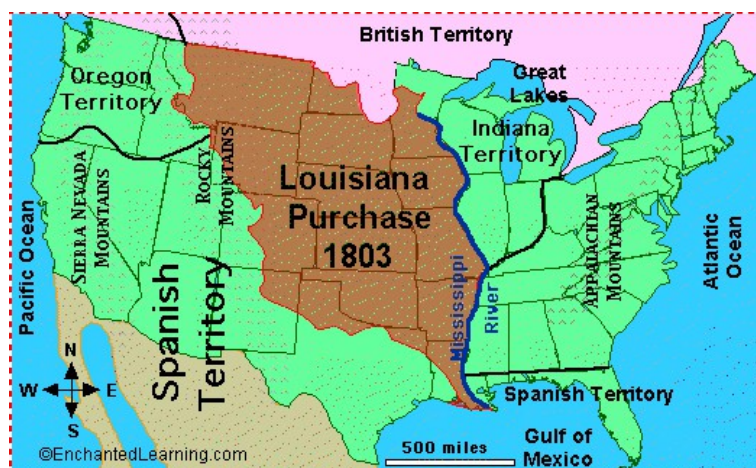 British Territory
Oregon
Territory
Great
Lakes
Indiana
Territory
ROCKY
MOUNTAINS
Louisiana
Purchase
1803
SIERRA NEVADA
MOUNTAINS
Pacific Ocean
Spanish
Territory
Mississippi
River
APPALACHIAN
MOUNTAINS
Atlantic
Ocean
N
W
E
S
Spanish Territory
Gulf of
Mexico
500 miles
©EnchantedLearning.com